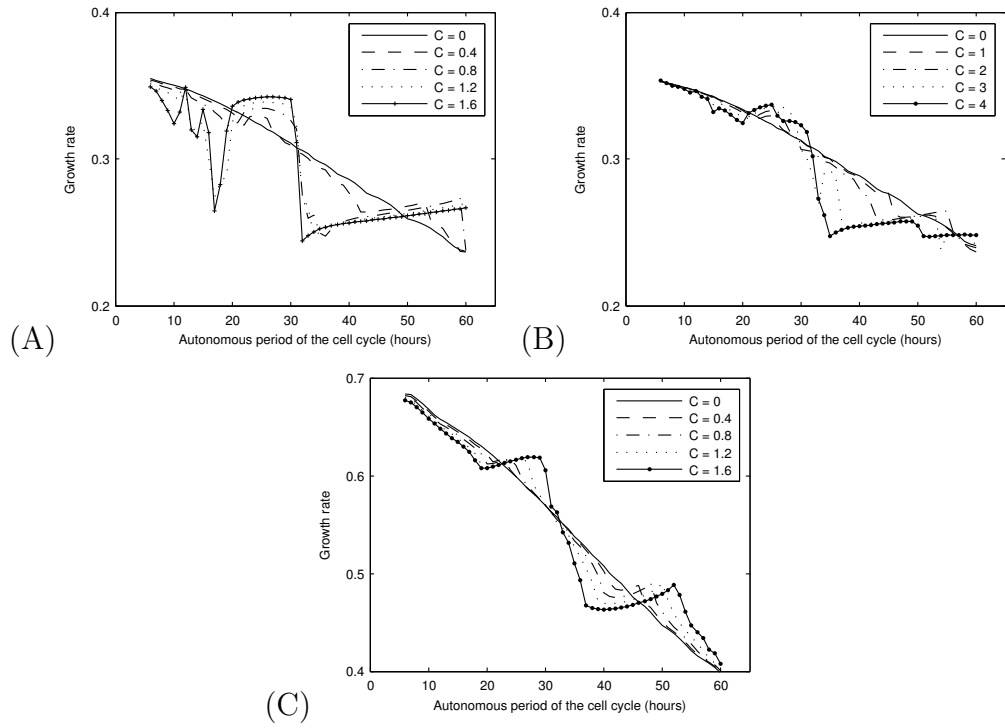 0.4
0.3
0.2
Growth rate
C = 0
C = 0.4
C = 0.8
C = 1.2
C = 1.6
0 10 20 30 40 50 60
Autonomous period of the cell cycle (hours)
(A)
0.4
0.3
0.2
Growth rate
C = 0
C = 1
C = 2
C = 3
C = 4
0 10 20 30 40 50 60
Autonomous period of the cell cycle (hours)
(B)
0.7
0.6
0.5
0.4
Growth rate
C = 0
C = 0.4
C = 0.8
C = 1.2
C = 1.6
0 10 20 30 40 50 60
Autonomous period of the cell cycle (hours)
(C)